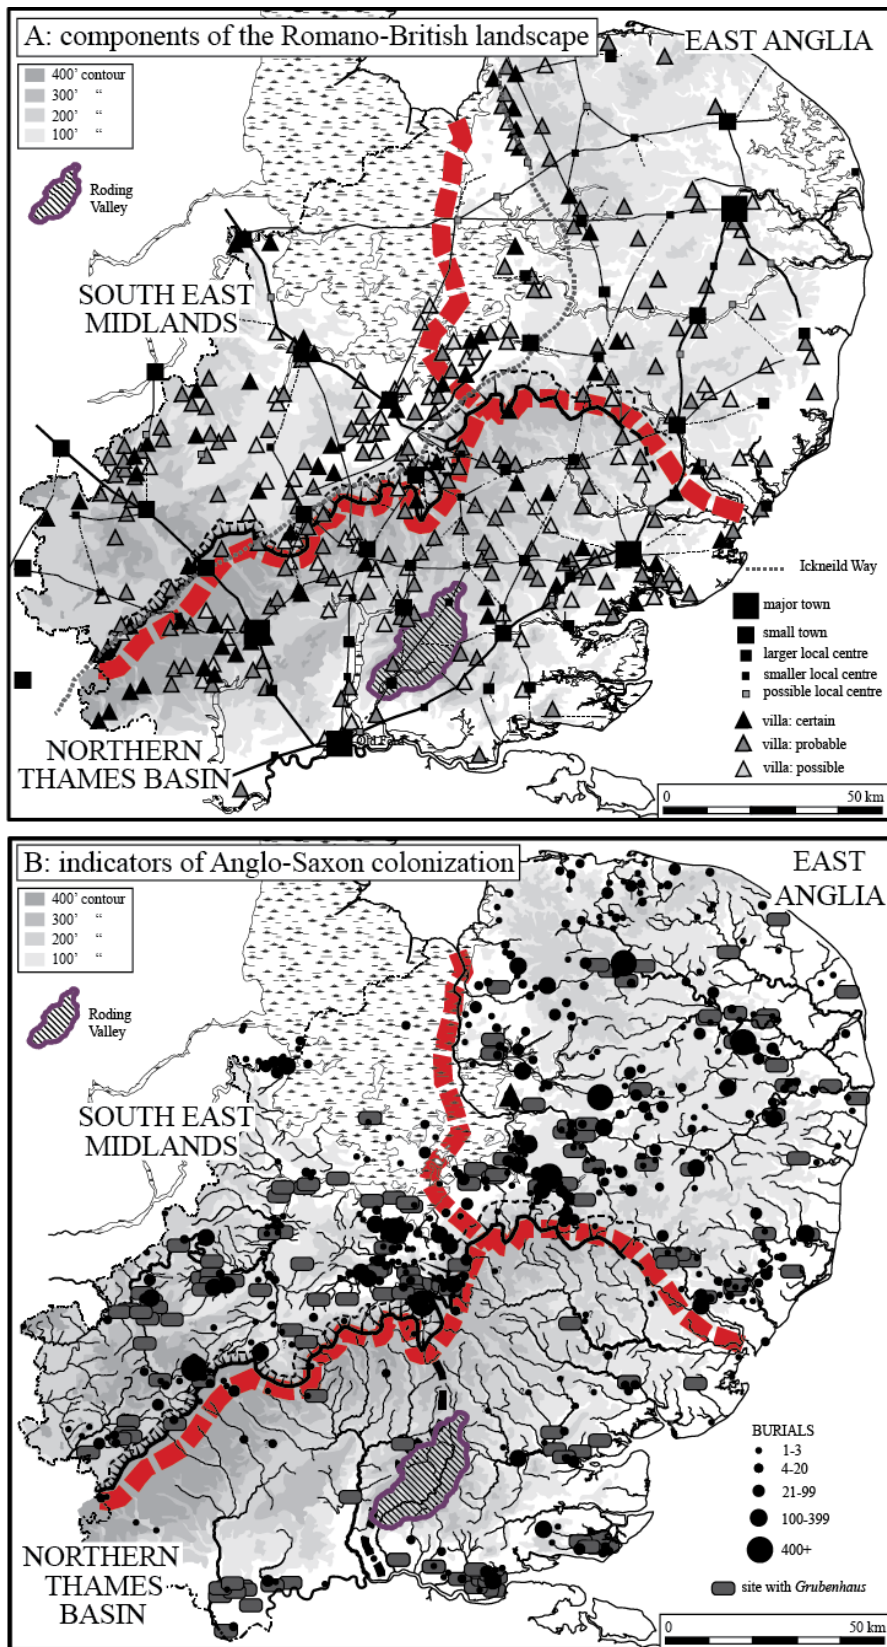 A: components of the Romano-British landscape
EAST ANGLIA
400' contour
300' “
200' “
100' “
Roding
Valley
SOUTH EAST
MIDLANDS
Ickneild Way
major town
small town
larger local centre
smaller local centre
possible local centre
villa: certain
villa: probable
villa: possible
NORTHERN
THAMES BASIN
Old Ford
0 50 km
B: indicators of Anglo-Saxon colonization
EAST
ANGLIA
400' contour
300' “
200' “
100' “
Roding
Valley
SOUTH EAST
MIDLANDS
BURIALS
1-3
4-20
21-99
100-399
400+
site with Grubenhaus
NORTHERN
THAMES
BASIN
0 50 km